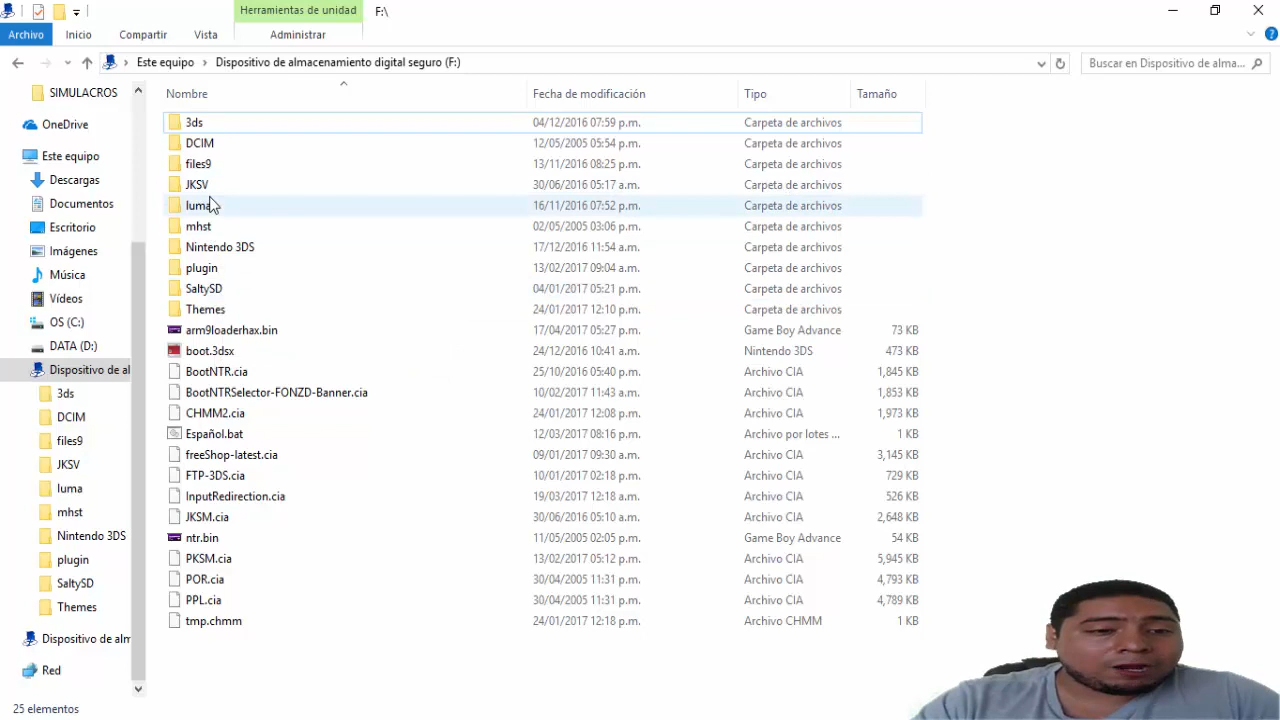 Herramientas de unidad
F:\
Archivo
Inicio
Compartir
Vista
Administrar
Este equipo
Dispositivo de almacenamiento digital seguro (F:)
Buscar en Dispositivo de alma...
SIMULACROS
OneDrive
Este equipo
Descargas
Documentos
Escritorio
Imágenes
Música
Vídeos
OS (C:)
DATA (D:)
Dispositivo de al
3ds
DCIM
files9
JKSV
luma
mhst
Nintendo 3DS
plugin
SaltySD
Themes
Dispositivo de alm
Red
Nombre Fecha de modificación Tipo Tamaño
3ds 04/12/2016 07:59 p.m. Carpeta de archivos
DCIM 12/05/2005 05:54 p.m. Carpeta de archivos
files9 13/11/2016 08:25 p.m. Carpeta de archivos
JKSV 30/06/2016 05:17 a.m. Carpeta de archivos
luma 16/11/2016 07:52 p.m. Carpeta de archivos
mhst 02/05/2005 03:06 p.m. Carpeta de archivos
Nintendo 3DS 17/12/2016 11:54 a.m. Carpeta de archivos
plugin 13/02/2017 09:04 a.m. Carpeta de archivos
SaltySD 04/01/2017 05:21 p.m. Carpeta de archivos
Themes 24/01/2017 12:10 p.m. Carpeta de archivos
arm9loaderhax.bin 17/04/2017 05:27 p.m. Game Boy Advance 73 KB
boot.3dsx 24/12/2016 10:41 a.m. Nintendo 3DS 473 KB
BootNTR.cia 25/10/2016 05:40 p.m. Archivo CIA 1,845 KB
BootNTRSelector-FONZD-Banner.cia 10/02/2017 11:43 a.m. Archivo CIA 1,853 KB
CHMM2.cia 24/01/2017 12:08 p.m. Archivo CIA 1,973 KB
Español.bat 12/03/2017 08:16 p.m. Archivo por lotes ... 1 KB
freeShop-latest.cia 09/01/2017 09:30 a.m. Archivo CIA 3,145 KB
FTP-3DS.cia 10/01/2017 02:18 p.m. Archivo CIA 729 KB
InputRedirection.cia 19/03/2017 12:18 a.m. Archivo CIA 526 KB
JKSM.cia 30/06/2016 05:10 a.m. Archivo CIA 2,648 KB
ntr.bin 11/05/2005 02:05 p.m. Game Boy Advance 54 KB
PKSM.cia 13/02/2017 05:12 p.m. Archivo CIA 5,945 KB
POR.cia 30/04/2005 11:31 p.m. Archivo CIA 4,793 KB
PPL.cia 30/04/2005 11:31 p.m. Archivo CIA 4,789 KB
tmp.chmm 24/01/2017 12:18 p.m. Archivo CHMM 1 KB
25 elementos